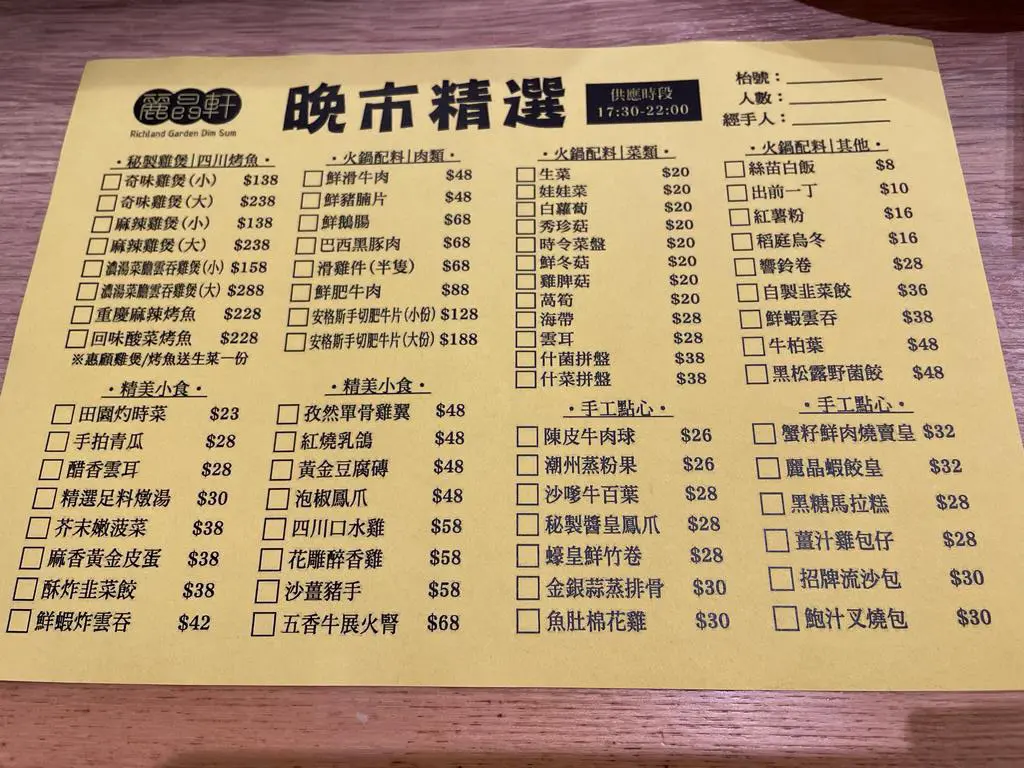 麗晶軒
Richland Garden Dim Sum
晚市精選
供應時段
17:30-22:00
枱號：
人數：
經手人：
·秘製雞煲|四川烤魚·
奇味雞煲(小) $138
奇味雞煲(大) $238
麻辣雞煲(小) $138
麻辣雞煲(大) $238
濃湯菜膽雲吞雞煲(小) $158
濃湯菜膽雲吞雞煲(大) $288
重慶麻辣烤魚 $228
回味酸菜烤魚 $228
※惠顧雞煲/烤魚送生菜一份
·火鍋配料|肉類·
鮮滑牛肉 $48
鮮豬腩片 $48
鮮鵝腸 $68
巴西黑豚肉 $68
滑雞件(半隻) $68
鮮肥牛肉 $88
安格斯手切肥牛片(小份) $128
安格斯手切肥牛片(大份) $188
·火鍋配料|菜類·
生菜 $20
娃娃菜 $20
白蘿蔔 $20
秀珍菇 $20
時令菜盤 $20
鮮冬菇 $20
雞脾菇 $20
萵筍 $20
海帶 $28
雲耳 $28
什菌拼盤 $38
什菜拼盤 $38
·火鍋配料|其他·
絲苗白飯 $8
出前一丁 $10
紅薯粉 $16
稻庭烏冬 $16
響鈴卷 $28
自製韭菜餃 $36
鮮蝦雲吞 $38
牛柏葉 $48
黑松露野菌餃 $48
·精美小食·
田園灼時菜 $23
手拍青瓜 $28
醋香雲耳 $28
精選足料燉湯 $30
芥末嫩菠菜 $38
麻香黃金皮蛋 $38
酥炸韭菜餃 $38
鮮蝦炸雲吞 $42
·精美小食·
孜然單骨雞翼 $48
紅燒乳鴿 $48
黃金豆腐磚 $48
泡椒鳳爪 $48
四川口水雞 $58
花雕醉香雞 $58
沙薑豬手 $58
五香牛展火腎 $68
·手工點心·
陳皮牛肉球 $26
潮州蒸粉果 $26
沙嗲牛百葉 $28
秘製醬皇鳳爪 $28
蠔皇鮮竹卷 $28
金銀蒜蒸排骨 $30
魚肚棉花雞 $30
·手工點心·
蟹籽鮮肉燒賣皇 $32
麗晶蝦餃皇 $32
黑糖馬拉糕 $28
薑汁雞包仔 $28
招牌流沙包 $30
鮑汁叉燒包 $30